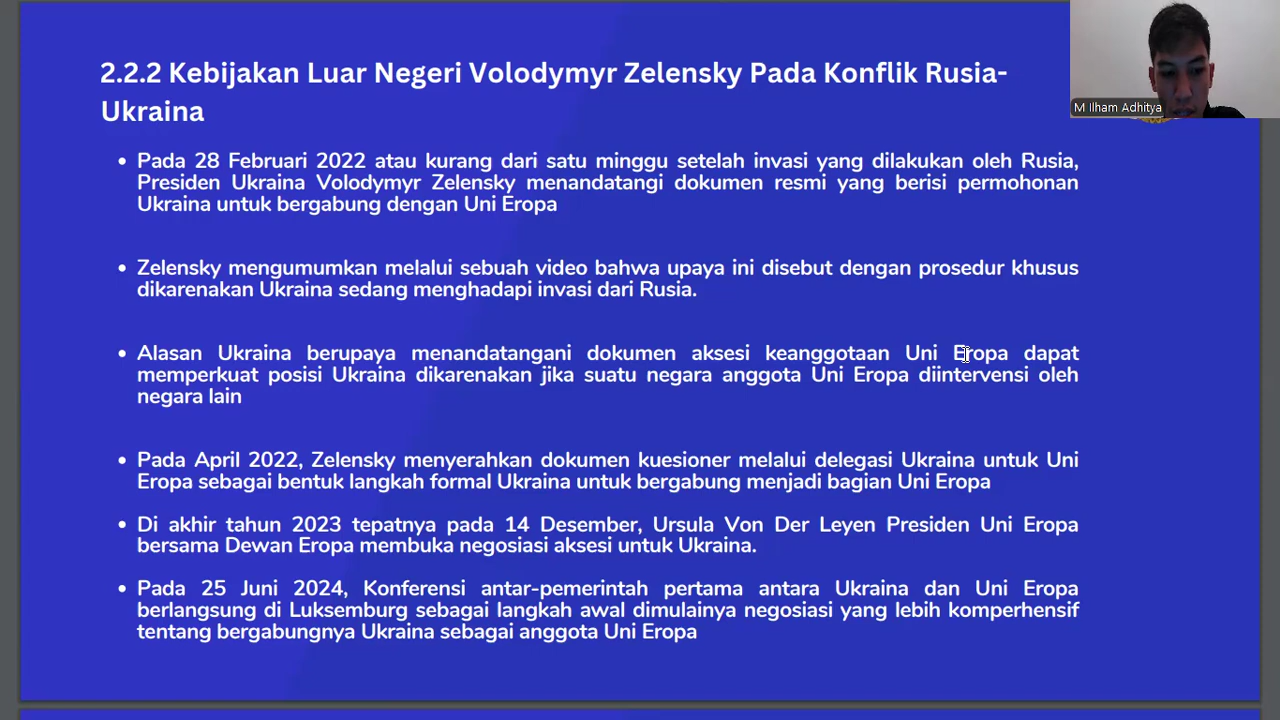 2.2.2 Kebijakan Luar Negeri Volodymyr Zelensky Pada Konflik Rusia-
Ukraina
M Ilham Adhitya
• Pada 28 Februari 2022 atau kurang dari satu minggu setelah invasi yang dilakukan oleh Rusia,
Presiden Ukraina Volodymyr Zelensky menandatangi dokumen resmi yang berisi permohonan
Ukraina untuk bergabung dengan Uni Eropa
• Zelensky mengumumkan melalui sebuah video bahwa upaya ini disebut dengan prosedur khusus
dikarenakan Ukraina sedang menghadapi invasi dari Rusia.
• Alasan Ukraina berupaya menandatangani dokumen aksesi keanggotaan Uni Eropa dapat
memperkuat posisi Ukraina dikarenakan jika suatu negara anggota Uni Eropa diintervensi oleh
negara lain
• Pada April 2022, Zelensky menyerahkan dokumen kuesioner melalui delegasi Ukraina untuk Uni
Eropa sebagai bentuk langkah formal Ukraina untuk bergabung menjadi bagian Uni Eropa
• Di akhir tahun 2023 tepatnya pada 14 Desember, Ursula Von Der Leyen Presiden Uni Eropa
bersama Dewan Eropa membuka negosiasi aksesi untuk Ukraina.
• Pada 25 Juni 2024, Konferensi antar-pemerintah pertama antara Ukraina dan Uni Eropa
berlangsung di Luksemburg sebagai langkah awal dimulainya negosiasi yang lebih komperhensif
tentang bergabungnya Ukraina sebagai anggota Uni Eropa